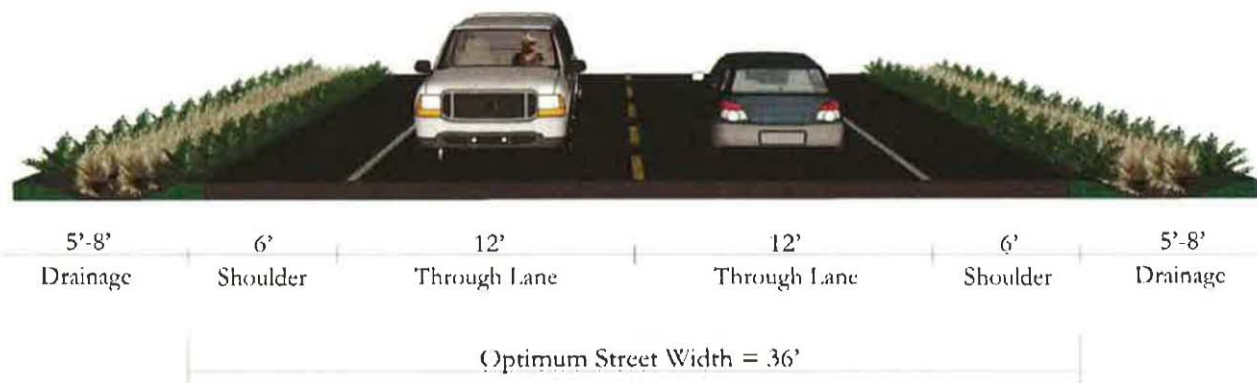 5'-8' 6' 12' 12' 6' 5'-8'
Drainage Shoulder Through Lane Through Lane Shoulder Drainage
Optimum Street Width = 36'